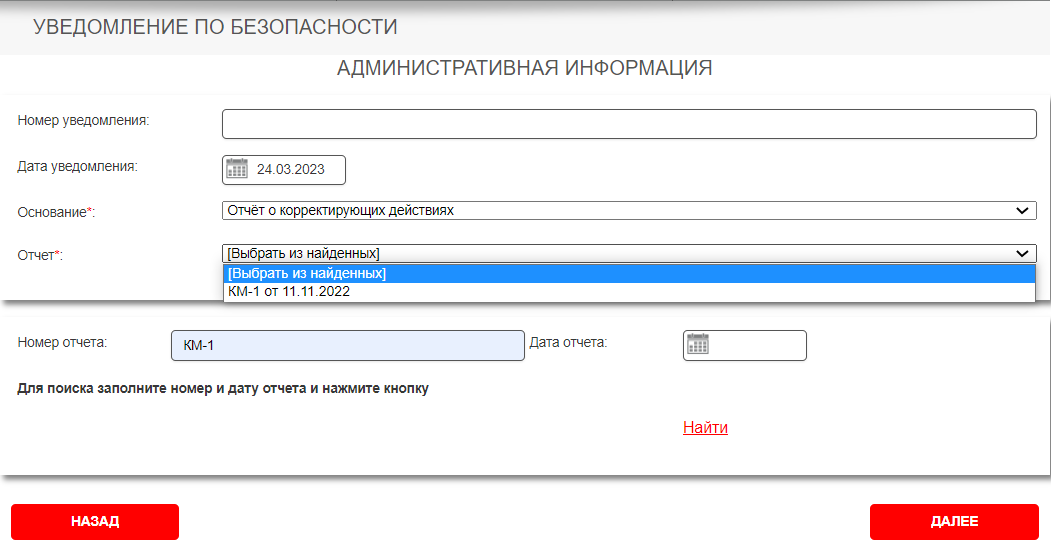 УВЕДОМЛЕНИЕ ПО БЕЗОПАСНОСТИ
АДМИНИСТРАТИВНАЯ ИНФОРМАЦИЯ
Номер уведомления:
Дата уведомления: 24.03.2023
Основание*: Отчёт о корректирующих действиях
Отчет*: [Выбрать из найденных]
[Выбрать из найденных]
КМ-1 от 11.11.2022
Номер отчета: КМ-1 Дата отчета:
Для поиска заполните номер и дату отчета и нажмите кнопку
Найти
НАЗАД ДАЛЕЕ